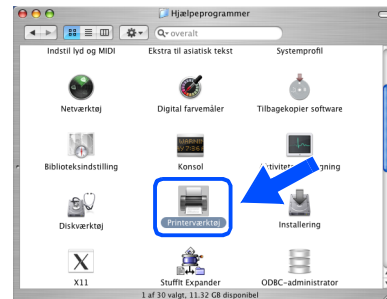 Hjælpeprogrammer
overalt
Indstil lyd og MIDI
Ekstra til asiatisk tekst
Systemprofil
Netværktøj
Digital farvemåler
Tilbagekopier software
Biblioteksindstilling
Konsol
Diskværktøj
Printerværktøj
Installering
X11
StuffIt Expander
ODBC-administrator
1 af 30 valgt, 11.32 GB disponibel